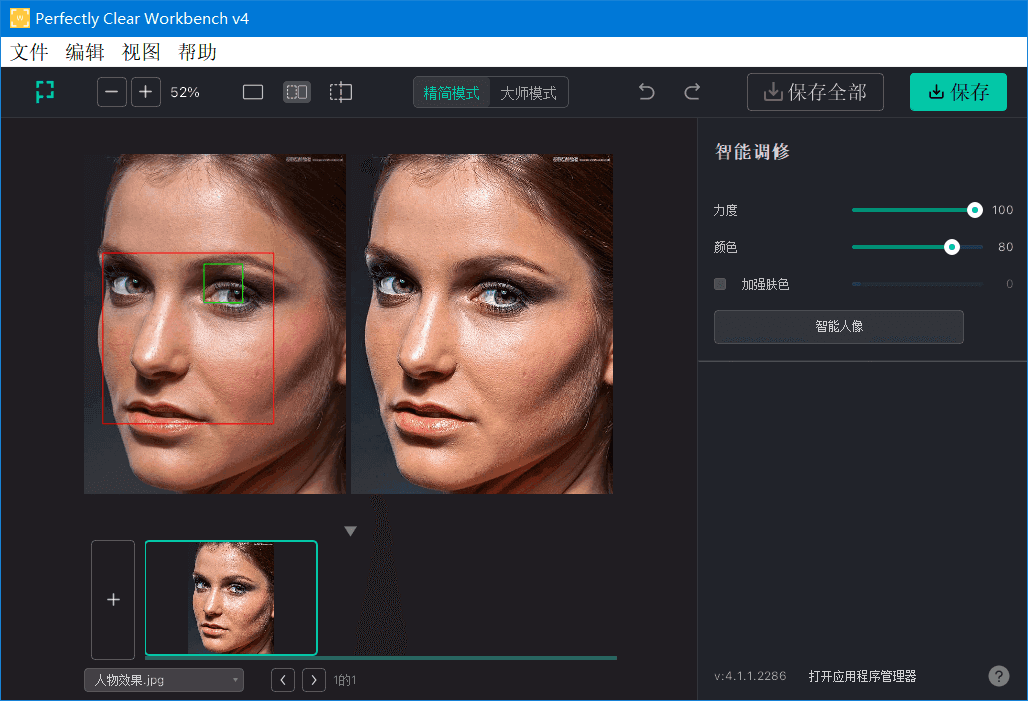 Perfectly Clear Workbench v4
文件 编辑 视图 帮助
52% 精简模式 大师模式 保存全部 保存
智能调修
力度 100
颜色 80
加强肤色 0
智能人像
人物效果.jpg 1的1
v:4.1.1.2286 打开应用程序管理器 ?